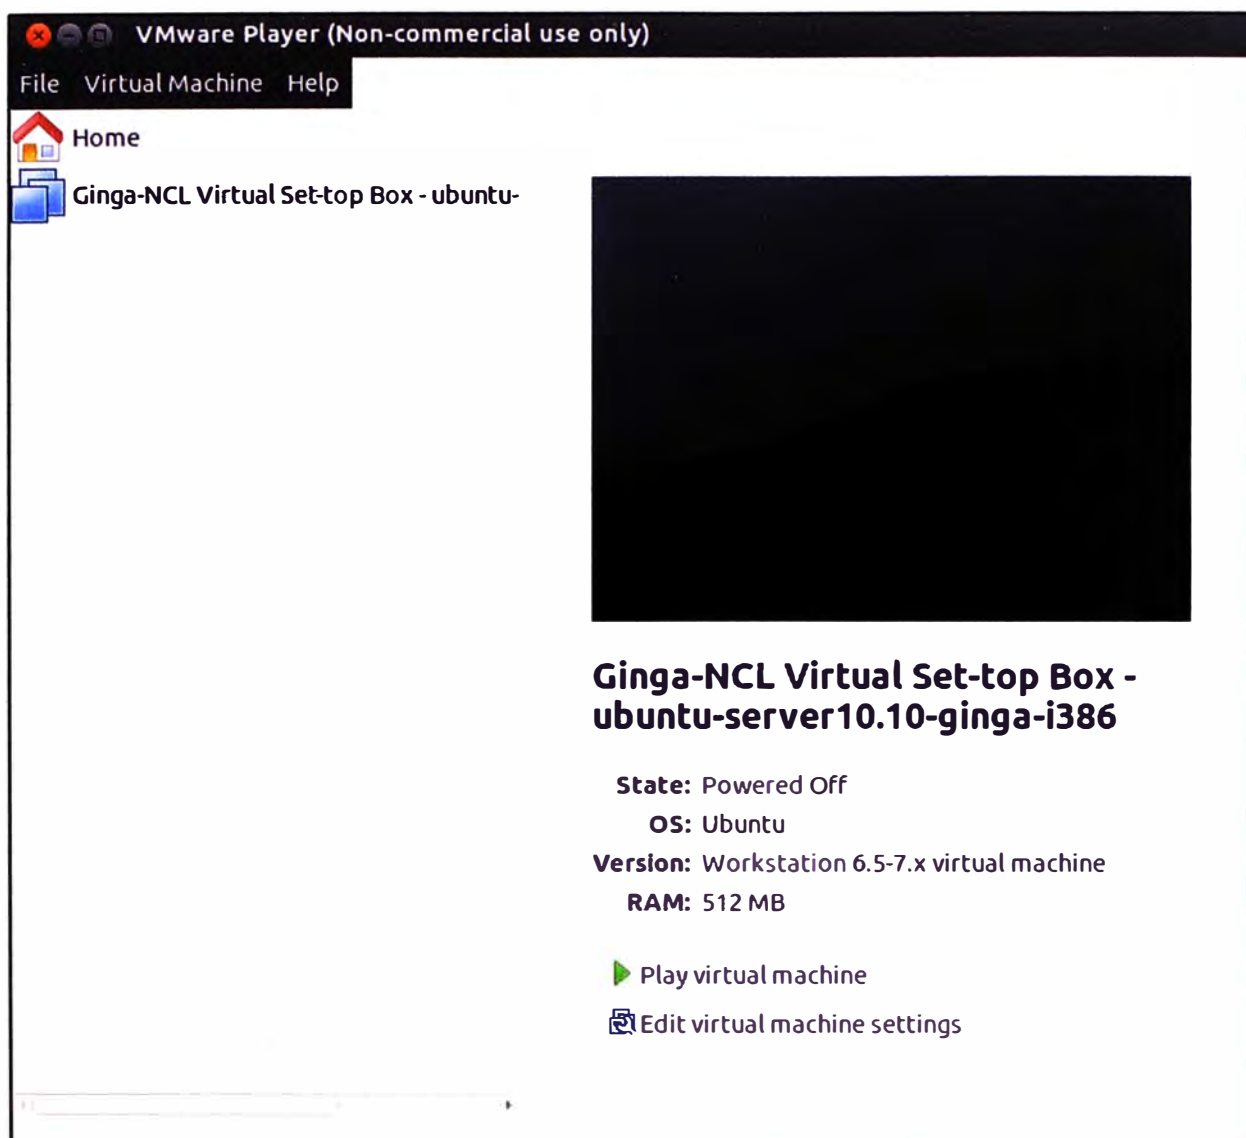 VMware Player (Non-commercial use only)
File Virtual Machine Help
Home
Ginga-NCL Virtual Set-top Box - ubuntu-
Ginga-NCL Virtual Set-top Box -
ubuntu-server10.10-ginga-i386
State: Powered Off
OS: Ubuntu
Version: Workstation 6.5-7.x virtual machine
RAM: 512 MB
Play virtual machine
Edit virtual machine settings